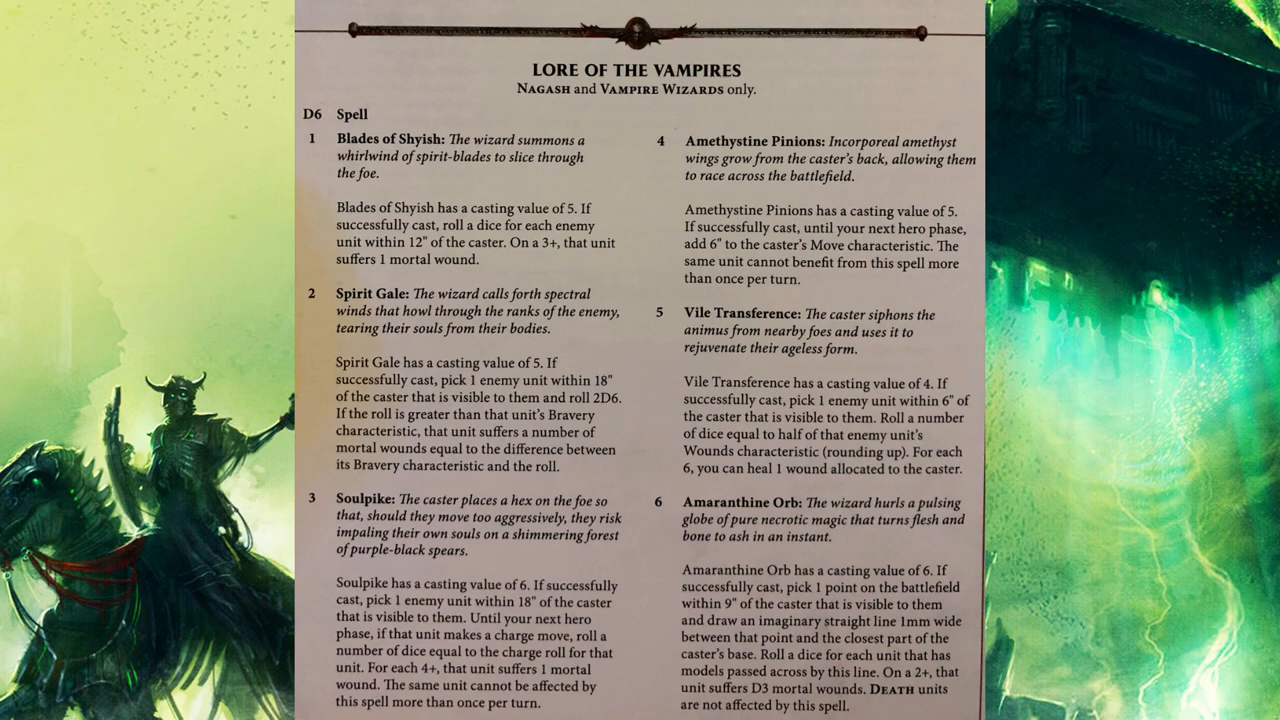 LORE OF THE VAMPIRES
NAGASH and VAMPIRE WIZARDS only.
D6 Spell
1 Blades of Shyish: The wizard summons a
whirlwind of spirit-blades to slice through
the foe.
Blades of Shyish has a casting value of 5. If
successfully cast, roll a dice for each enemy
unit within 12" of the caster. On a 3+, that unit
suffers 1 mortal wound.
2 Spirit Gale: The wizard calls forth spectral
winds that howl through the ranks of the enemy,
tearing their souls from their bodies.
Spirit Gale has a casting value of 5. If
successfully cast, pick 1 enemy unit within 18"
of the caster that is visible to them and roll 2D6.
If the roll is greater than that unit's Bravery
characteristic, that unit suffers a number of
mortal wounds equal to the difference between
its Bravery characteristic and the roll.
3 Soulpike: The caster places a hex on the foe so
that, should they move too aggressively, they risk
impaling their own souls on a shimmering forest
of purple-black spears.
Soulpike has a casting value of 6. If successfully
cast, pick 1 enemy unit within 18" of the caster
that is visible to them. Until your next hero
phase, if that unit makes a charge move, roll a
number of dice equal to the charge roll for that
unit. For each 4+, that unit suffers 1 mortal
wound. The same unit cannot be affected by
this spell more than once per turn.
4 Amethystine Pinions: Incorporeal amethyst
wings grow from the caster's back, allowing them
to race across the battlefield.
Amethystine Pinions has a casting value of 5.
If successfully cast, until your next hero phase,
add 6" to the caster's Move characteristic. The
same unit cannot benefit from this spell more
than once per turn.
5 Vile Transference: The caster siphons the
animus from nearby foes and uses it to
rejuvenate their ageless form.
Vile Transference has a casting value of 4. If
successfully cast, pick 1 enemy unit within 6" of
the caster that is visible to them. Roll a number
of dice equal to half of that enemy unit's
Wounds characteristic (rounding up). For each
6, you can heal 1 wound allocated to the caster.
6 Amaranthine Orb: The wizard hurls a pulsing
globe of pure necrotic magic that turns flesh and
bone to ash in an instant.
Amaranthine Orb has a casting value of 6. If
successfully cast, pick 1 point on the battlefield
within 9" of the caster that is visible to them
and draw an imaginary straight line 1mm wide
between that point and the closest part of the
caster's base. Roll a dice for each unit that has
models passed across by this line. On a 2+, that
unit suffers D3 mortal wounds. DEATH units
are not affected by this spell.